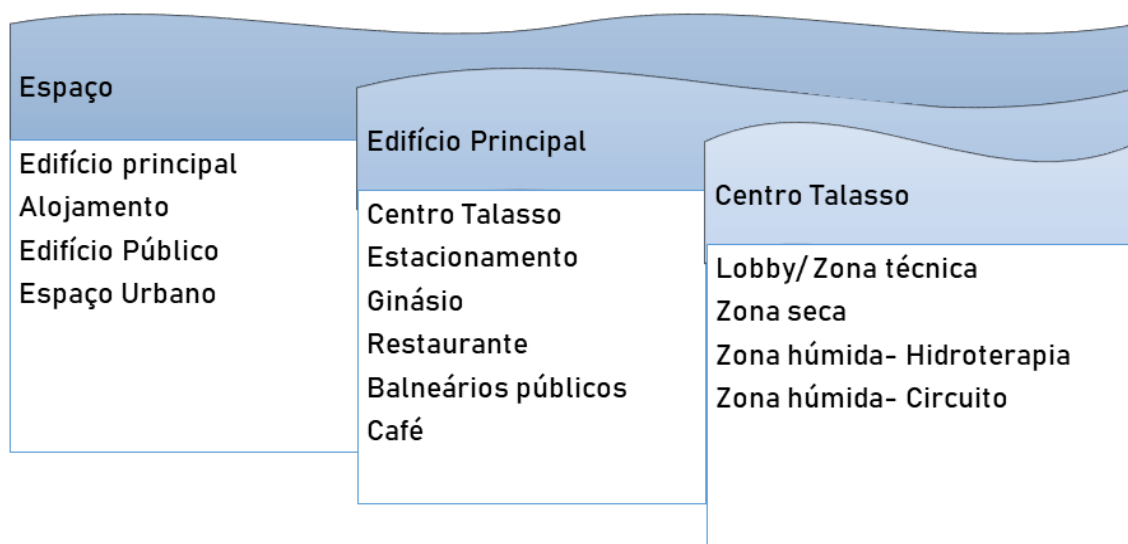 Espaço
Edifício principal
Alojamento
Edifício Público
Espaço Urbano
Edifício Principal
Centro Talasso
Estacionamento
Ginásio
Restaurante
Balneários públicos
Café
Centro Talasso
Lobby/ Zona técnica
Zona seca
Zona húmida- Hidroterapia
Zona húmida- Circuito